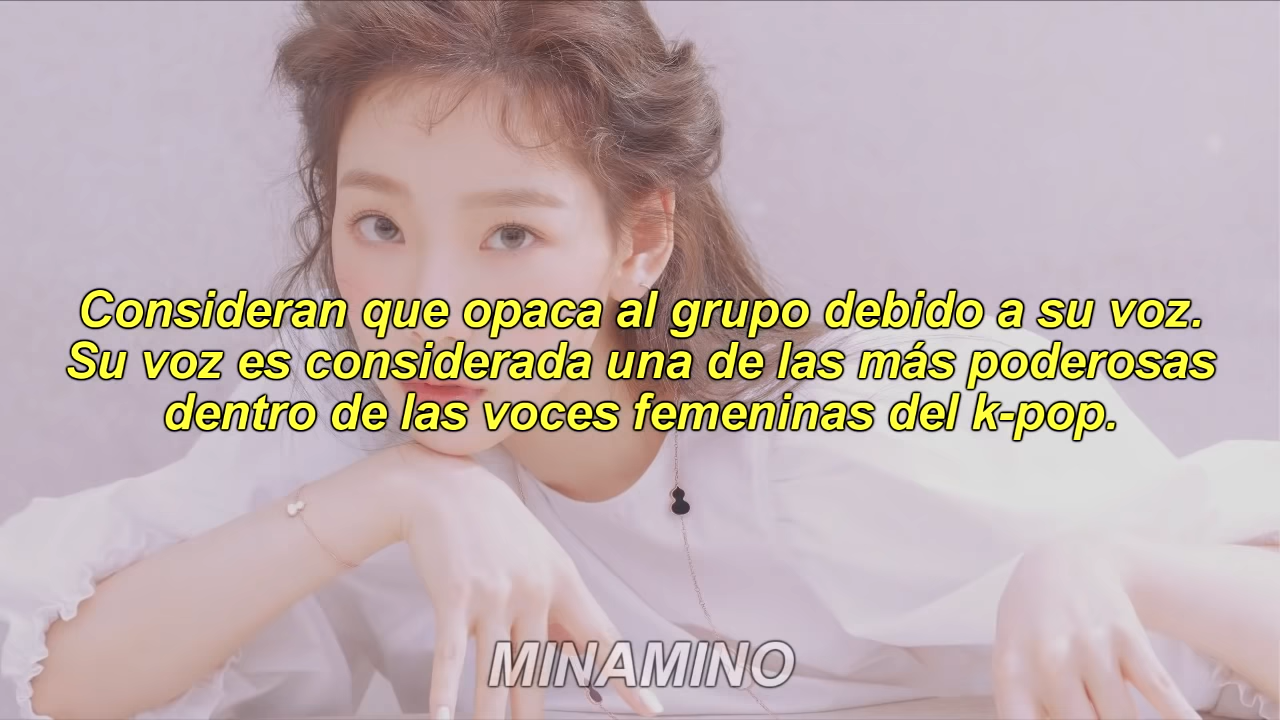 Consideran que opaca al grupo debido a su voz.
Su voz es considerada una de las más poderosas
dentro de las voces femeninas del k-pop.
MINAMINO